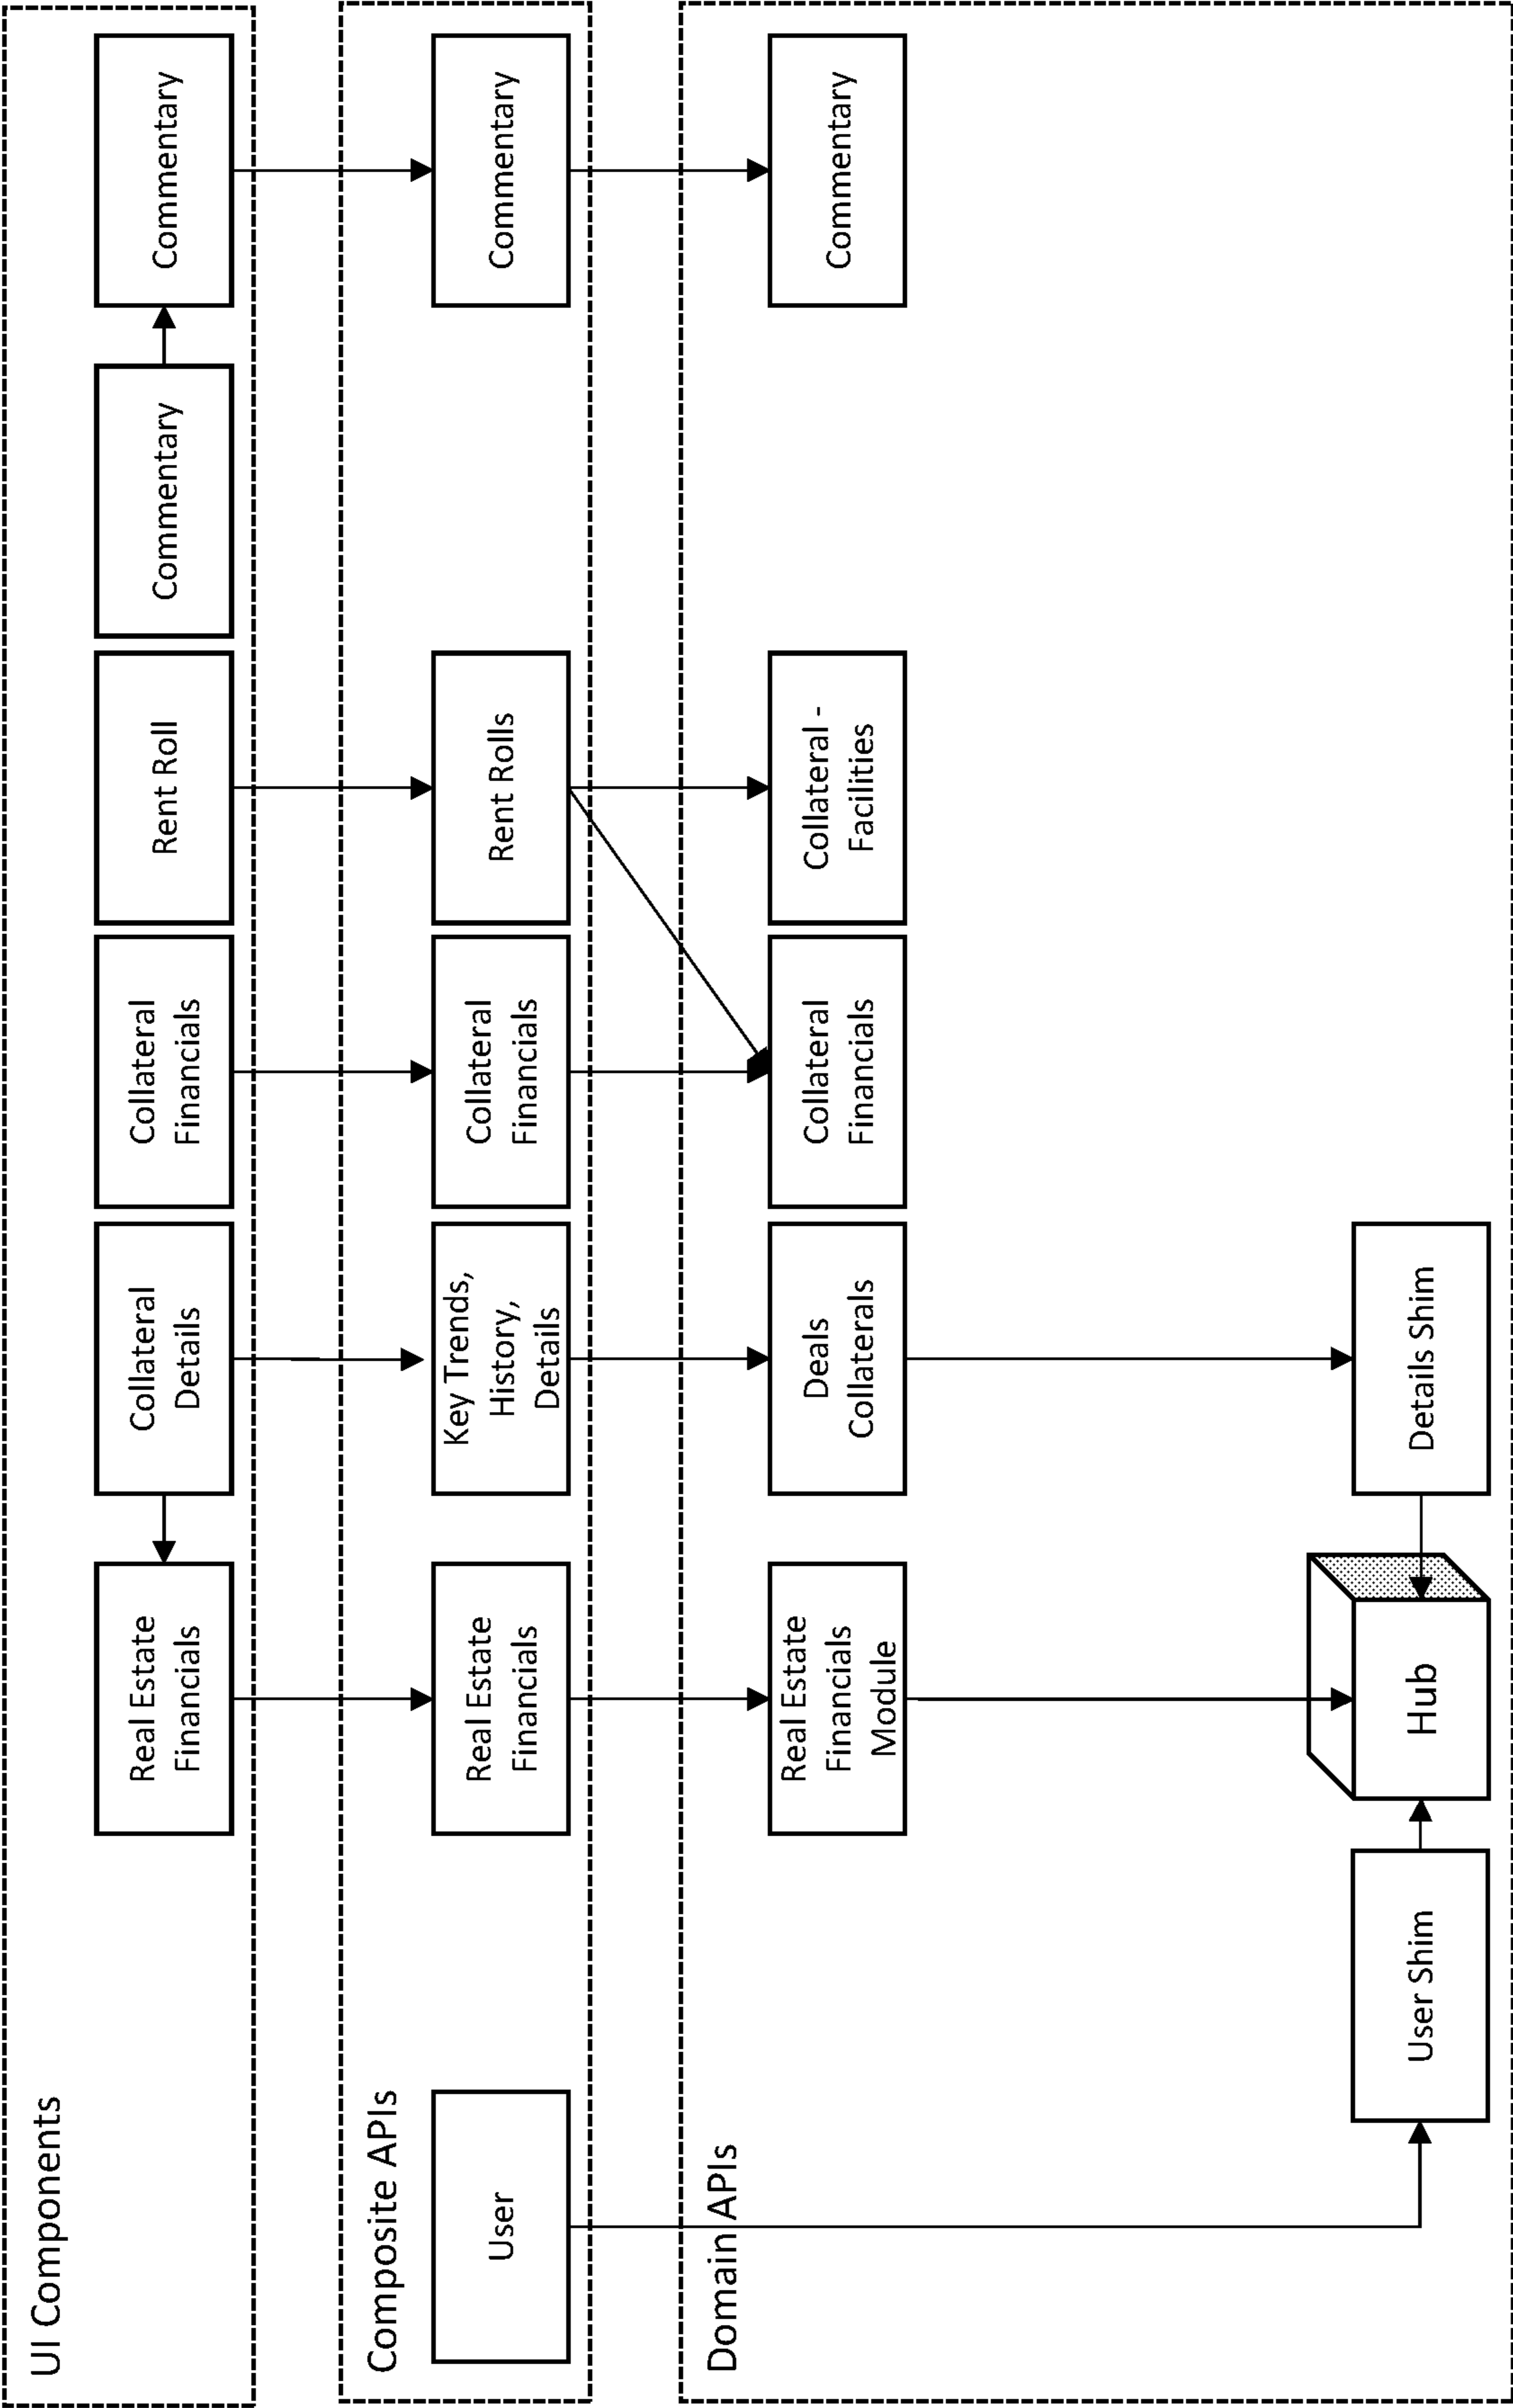 UI Components
Real Estate
Financials
Collateral
Details
Collateral
Financials
Rent Roll
Commentary
Commentary
Composite APIs
User
Real Estate
Financials
Key Trends,
History,
Details
Collateral
Financials
Rent Rolls
Commentary
Domain APIs
Real Estate
Financials
Module
Deals
Collaterals
Collateral
Financials
Collateral -
Facilities
Commentary
User Shim
Hub
Details Shim